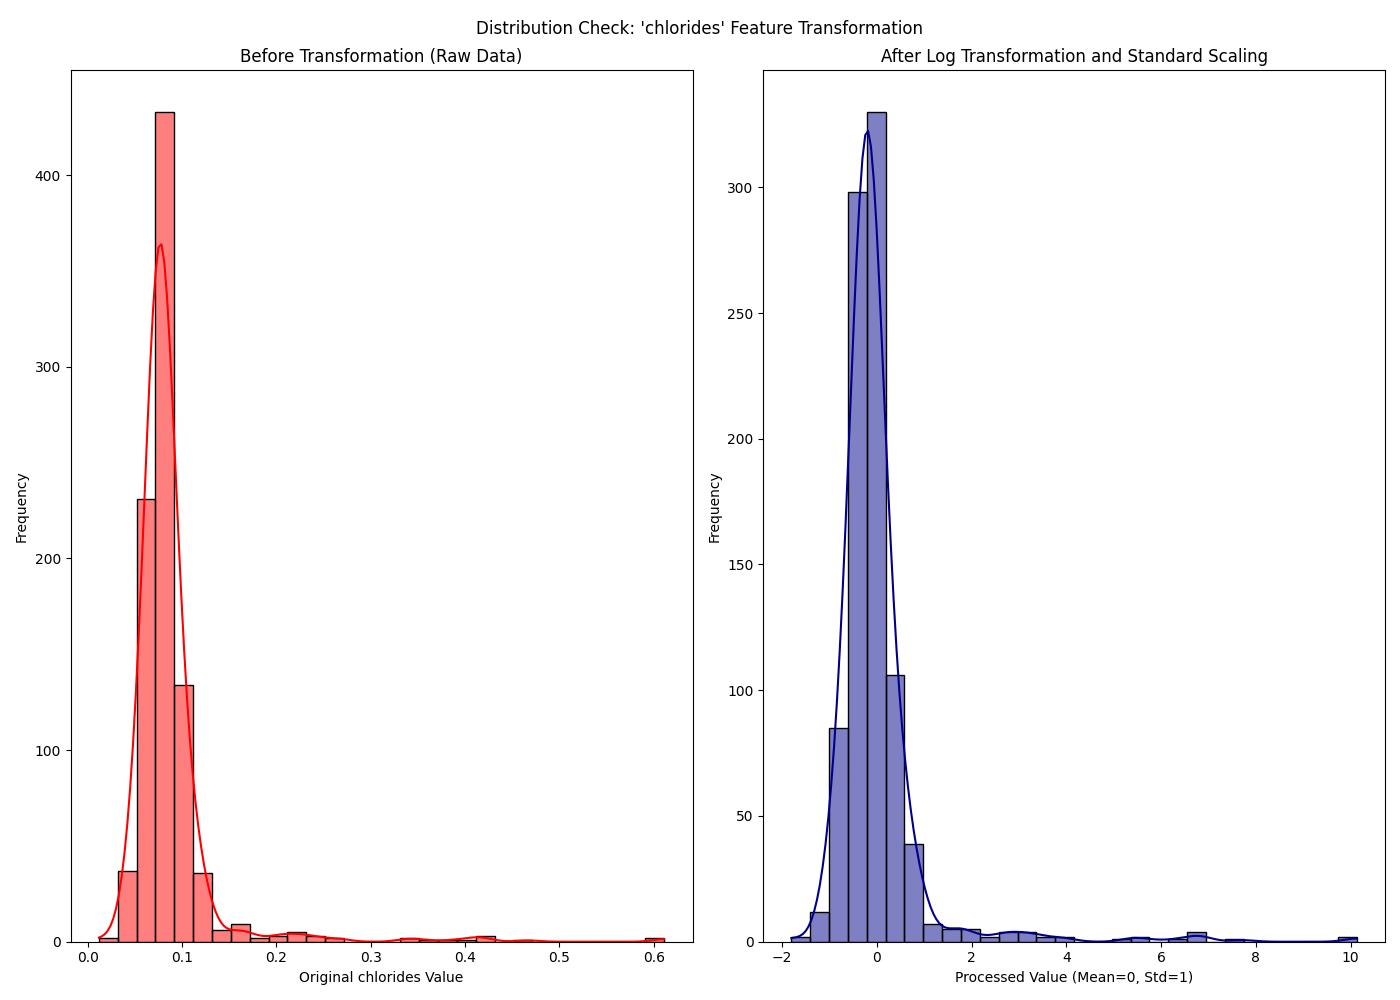 Distribution Check: 'chlorides' Feature Transformation
Before Transformation (Raw Data)
Frequency
400
300
200
100
0
0.0 0.1 0.2 0.3 0.4 0.5 0.6
Original chlorides Value
After Log Transformation and Standard Scaling
Frequency
300
250
200
150
100
50
0
−2 0 2 4 6 8 10
Processed Value (Mean=0, Std=1)